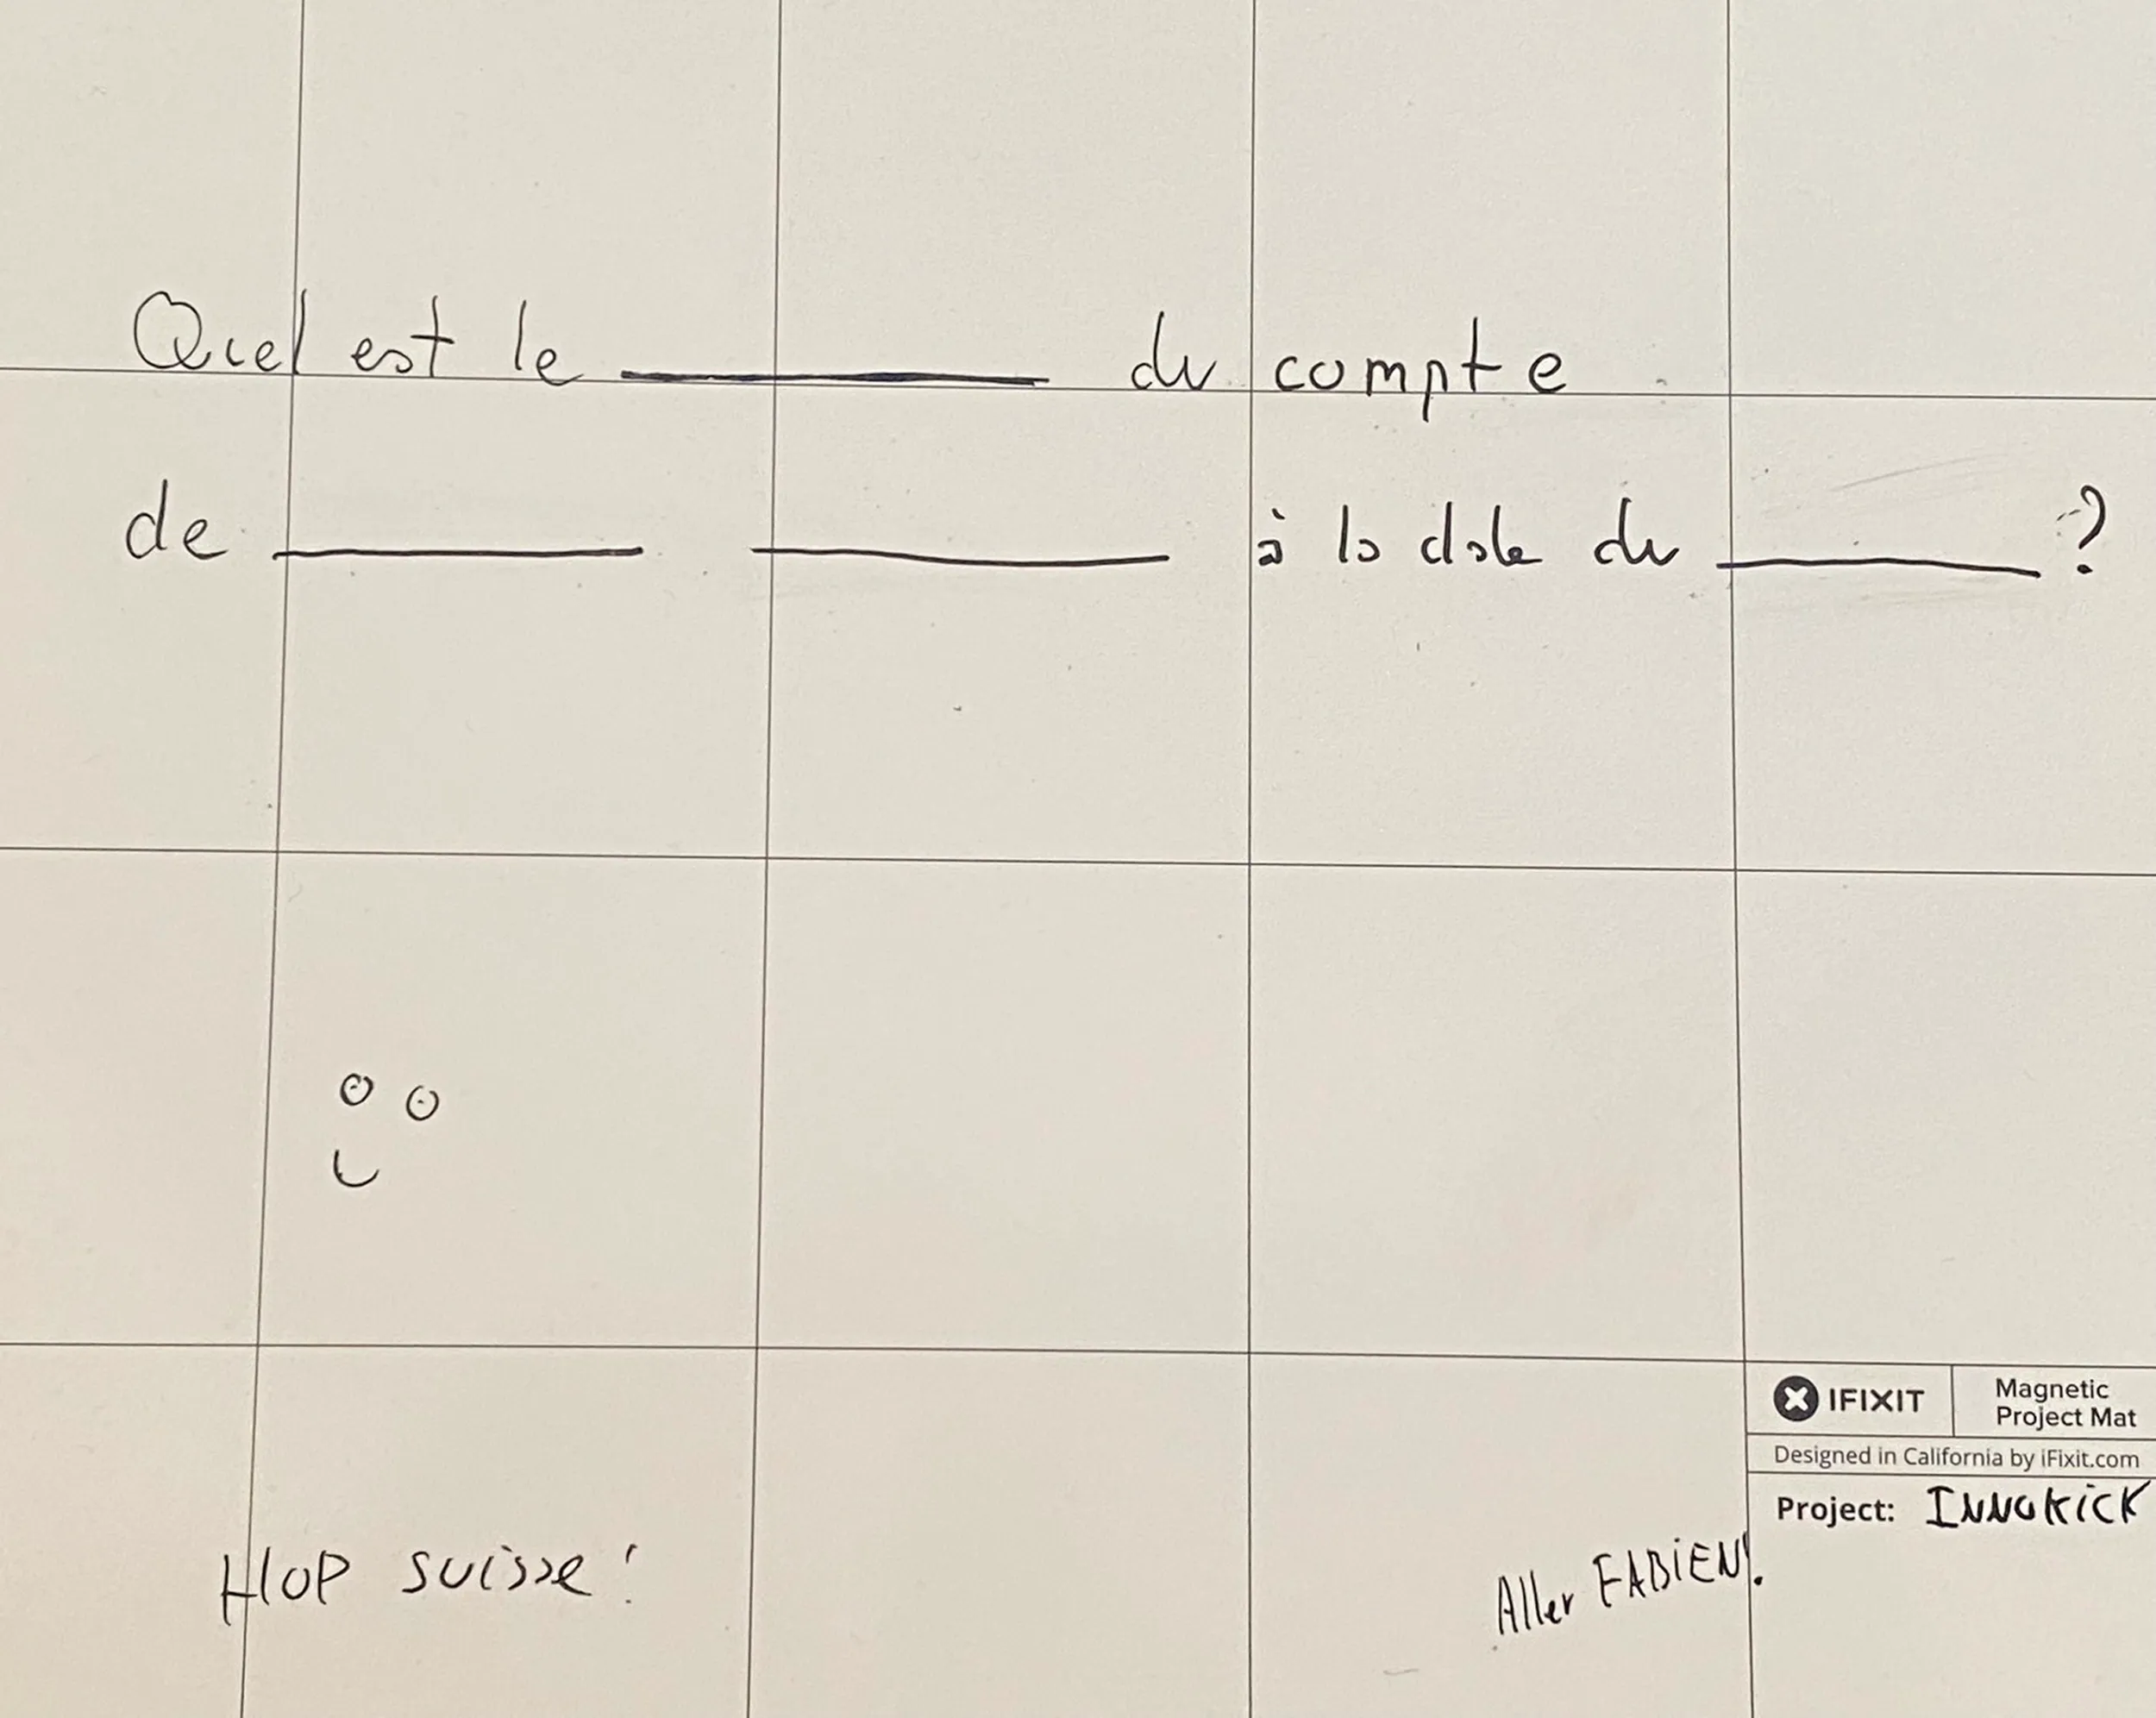 Quel est le ________ du compte
de ________ ________ à la date du ________ ?
IFIXIT
Magnetic
Project Mat
Designed in California by iFixit.com
Project: INNOKiCK
HOP suisse !
Aller FABiEN!